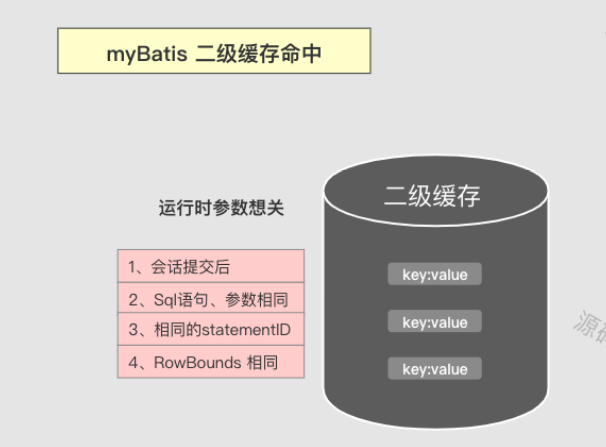 myBatis 二级缓存命中
运行时参数想关
二级缓存
1、会话提交后
2、Sql语句、参数相同
3、相同的statementID
4、RowBounds 相同
key:value
key:value
key:value
源码